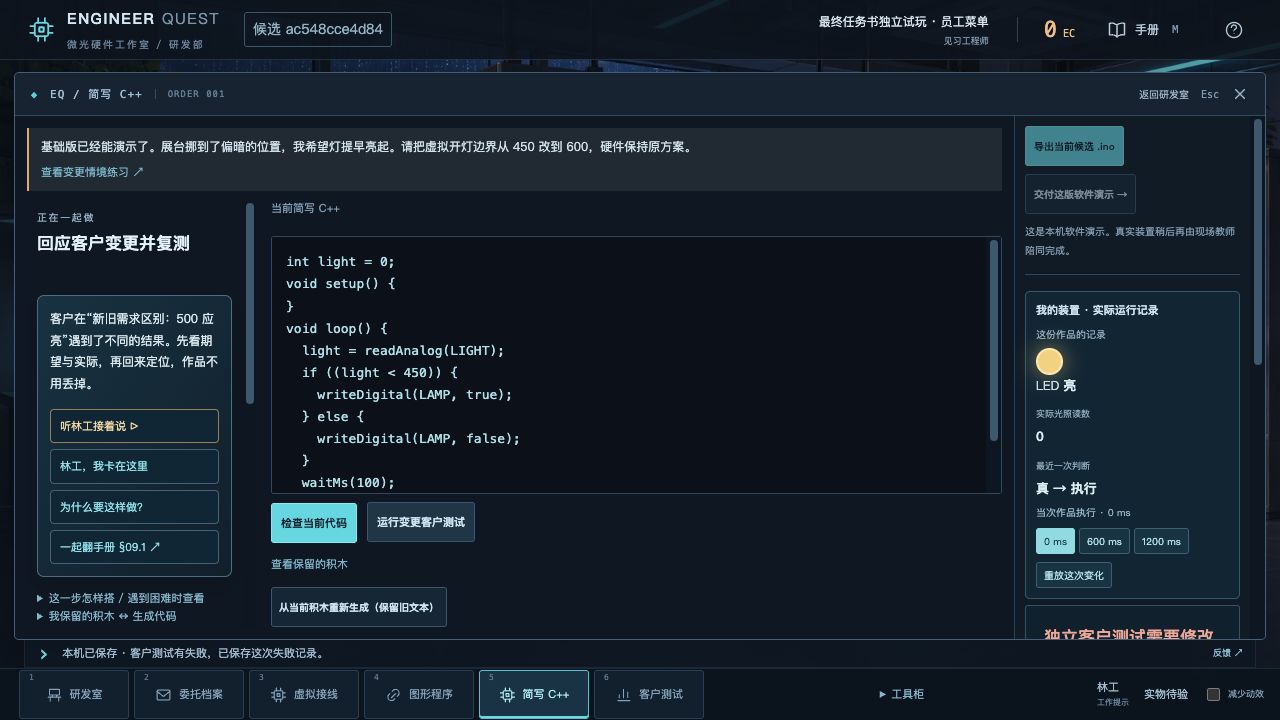 ENGINEER QUEST
微光硬件工作室 / 研发部
候选 ac548cce4d84
最终任务书独立试玩 · 员工菜单
见习工程师
0 EC
手册 M
EQ / 简写 C++
ORDER 001
返回研发室 Esc
基础版已经能演示了。展台挪到了偏暗的位置，我希望灯提早亮起。请把虚拟开灯边界从 450 改到 600，硬件保持原方案。
查看变更情境练习 ↗
正在一起做
回应客户变更并复测
客户在“新旧需求区别：500 应
亮”遇到了不同的结果。先看期
望与实际，再回来定位，作品不
用丢掉。
听林工接着说 ▷
林工，我卡在这里
为什么要这样做?
一起翻手册 §09.1 ↗
▶ 这一步怎样搭 / 遇到困难时查看
▶ 我保留的积木 ↔ 生成代码
当前简写 C++
int light = 0;
void setup() {
}
void loop() {
  light = readAnalog(LIGHT);
  if ((light < 450)) {
    writeDigital(LAMP, true);
  } else {
    writeDigital(LAMP, false);
  }
  waitMs(100);
检查当前代码
运行变更客户测试
查看保留的积木
从当前积木重新生成（保留旧文本）
导出当前候选 .ino
交付这版软件演示 →
这是本机软件演示。真实装置稍后再由现场教师
陪同完成。
我的装置 · 实际运行记录
这份作品的记录
LED 亮
实际光照读数
0
最近一次判断
真 → 执行
当次作品执行 · 0 ms
0 ms
600 ms
1200 ms
重放这次变化
独立客户测试需要修改
本机已保存 · 客户测试有失败，已保存这次失败记录。
反馈 ↗
1 研发室
2 委托档案
3 虚拟接线
4 图形程序
5 简写 C++
6 客户测试
▶ 工具柜
林工
工作提示
实物待验
减少动效